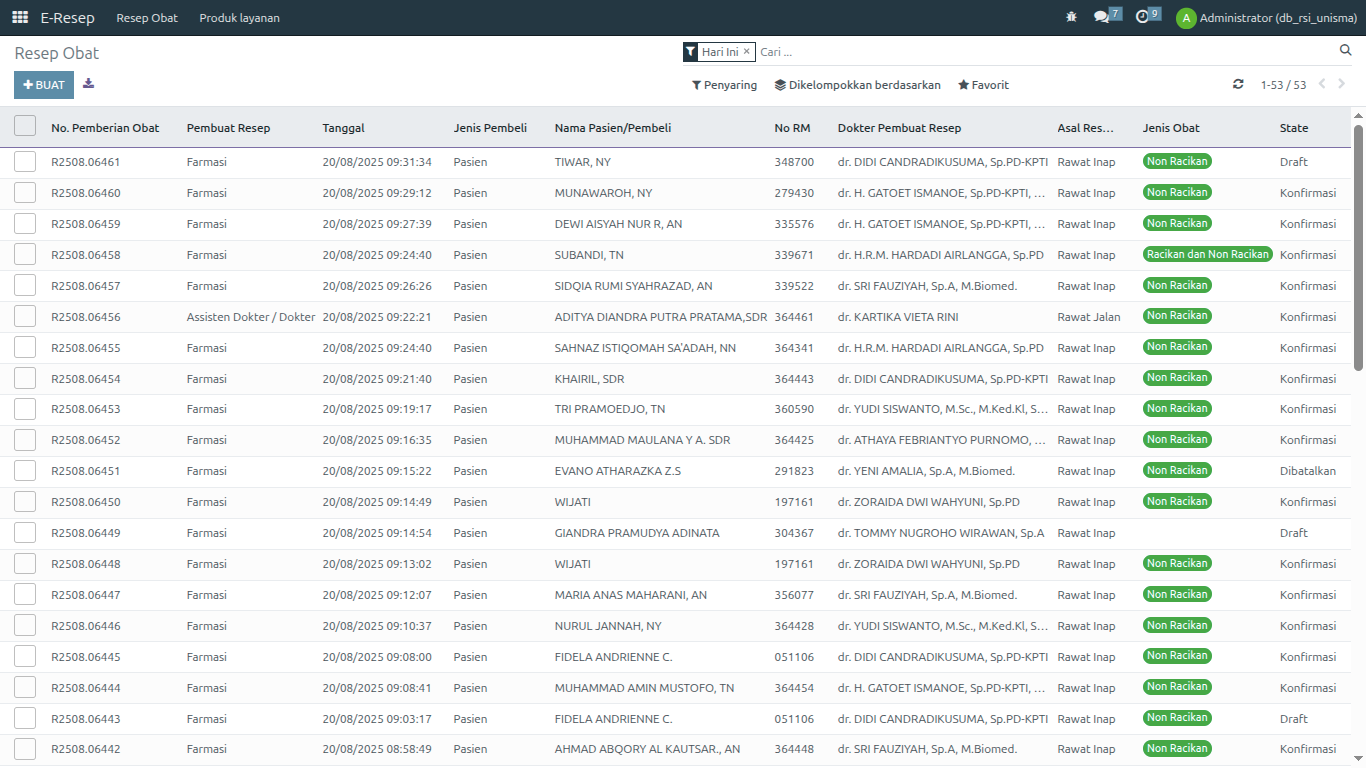 E-Resep Resep Obat Produk layanan 7 9 A Administrator (db_rsi_unisma)
Resep Obat Hari Ini × Cari ...
+ BUAT Penyaring Dikelompokkan berdasarkan Favorit 1-53 / 53
No. Pemberian Obat Pembuat Resep Tanggal Jenis Pembeli Nama Pasien/Pembeli No RM Dokter Pembuat Resep Asal Res... Jenis Obat State
R2508.06461 Farmasi 20/08/2025 09:31:34 Pasien TIWAR, NY 348700 dr. DIDI CANDRADIKUSUMA, Sp.PD-KPTI Rawat Inap Non Racikan Draft
R2508.06460 Farmasi 20/08/2025 09:29:12 Pasien MUNAWAROH, NY 279430 dr. H. GATOET ISMANOE, Sp.PD-KPTI, ... Rawat Inap Non Racikan Konfirmasi
R2508.06459 Farmasi 20/08/2025 09:27:39 Pasien DEWI AISYAH NUR R, AN 335576 dr. H. GATOET ISMANOE, Sp.PD-KPTI, ... Rawat Inap Non Racikan Konfirmasi
R2508.06458 Farmasi 20/08/2025 09:24:40 Pasien SUBANDI, TN 339671 dr. H.R.M. HARDADI AIRLANGGA, Sp.PD Rawat Inap Racikan dan Non Racikan Konfirmasi
R2508.06457 Farmasi 20/08/2025 09:26:26 Pasien SIDQIA RUMI SYAHRAZAD, AN 339522 dr. SRI FAUZIYAH, Sp.A, M.Biomed. Rawat Inap Non Racikan Konfirmasi
R2508.06456 Assisten Dokter / Dokter 20/08/2025 09:22:21 Pasien ADITYA DIANDRA PUTRA PRATAMA,SDR 364461 dr. KARTIKA VIETA RINI Rawat Jalan Non Racikan Konfirmasi
R2508.06455 Farmasi 20/08/2025 09:24:40 Pasien SAHNAZ ISTIQOMAH SA'ADAH, NN 364341 dr. H.R.M. HARDADI AIRLANGGA, Sp.PD Rawat Inap Non Racikan Konfirmasi
R2508.06454 Farmasi 20/08/2025 09:21:40 Pasien KHAIRIL, SDR 364443 dr. DIDI CANDRADIKUSUMA, Sp.PD-KPTI Rawat Inap Non Racikan Konfirmasi
R2508.06453 Farmasi 20/08/2025 09:19:17 Pasien TRI PRAMOEDJO, TN 360590 dr. YUDI SISWANTO, M.Sc., M.Ked.Kl, S... Rawat Inap Non Racikan Konfirmasi
R2508.06452 Farmasi 20/08/2025 09:16:35 Pasien MUHAMMAD MAULANA Y A. SDR 364425 dr. ATHAYA FEBRIANTYO PURNOMO, ... Rawat Inap Non Racikan Konfirmasi
R2508.06451 Farmasi 20/08/2025 09:15:22 Pasien EVANO ATHARAZKA Z.S 291823 dr. YENI AMALIA, Sp.A, M.Biomed. Rawat Inap Non Racikan Dibatalkan
R2508.06450 Farmasi 20/08/2025 09:14:49 Pasien WIJATI 197161 dr. ZORAIDA DWI WAHYUNI, Sp.PD Rawat Inap Non Racikan Konfirmasi
R2508.06449 Farmasi 20/08/2025 09:14:54 Pasien GIANDRA PRAMUDYA ADINATA 304367 dr. TOMMY NUGROHO WIRAWAN, Sp.A Rawat Inap Draft
R2508.06448 Farmasi 20/08/2025 09:13:02 Pasien WIJATI 197161 dr. ZORAIDA DWI WAHYUNI, Sp.PD Rawat Inap Non Racikan Konfirmasi
R2508.06447 Farmasi 20/08/2025 09:12:07 Pasien MARIA ANAS MAHARANI, AN 356077 dr. SRI FAUZIYAH, Sp.A, M.Biomed. Rawat Inap Non Racikan Konfirmasi
R2508.06446 Farmasi 20/08/2025 09:10:37 Pasien NURUL JANNAH, NY 364428 dr. YUDI SISWANTO, M.Sc., M.Ked.Kl, S... Rawat Inap Non Racikan Konfirmasi
R2508.06445 Farmasi 20/08/2025 09:08:00 Pasien FIDELA ANDRIENNE C. 051106 dr. DIDI CANDRADIKUSUMA, Sp.PD-KPTI Rawat Inap Non Racikan Konfirmasi
R2508.06444 Farmasi 20/08/2025 09:08:41 Pasien MUHAMMAD AMIN MUSTOFO, TN 364454 dr. H. GATOET ISMANOE, Sp.PD-KPTI, ... Rawat Inap Non Racikan Konfirmasi
R2508.06443 Farmasi 20/08/2025 09:03:17 Pasien FIDELA ANDRIENNE C. 051106 dr. DIDI CANDRADIKUSUMA, Sp.PD-KPTI Rawat Inap Non Racikan Draft
R2508.06442 Farmasi 20/08/2025 08:58:49 Pasien AHMAD ABQORY AL KAUTSAR., AN 364448 dr. SRI FAUZIYAH, Sp.A, M.Biomed. Rawat Inap Non Racikan Konfirmasi